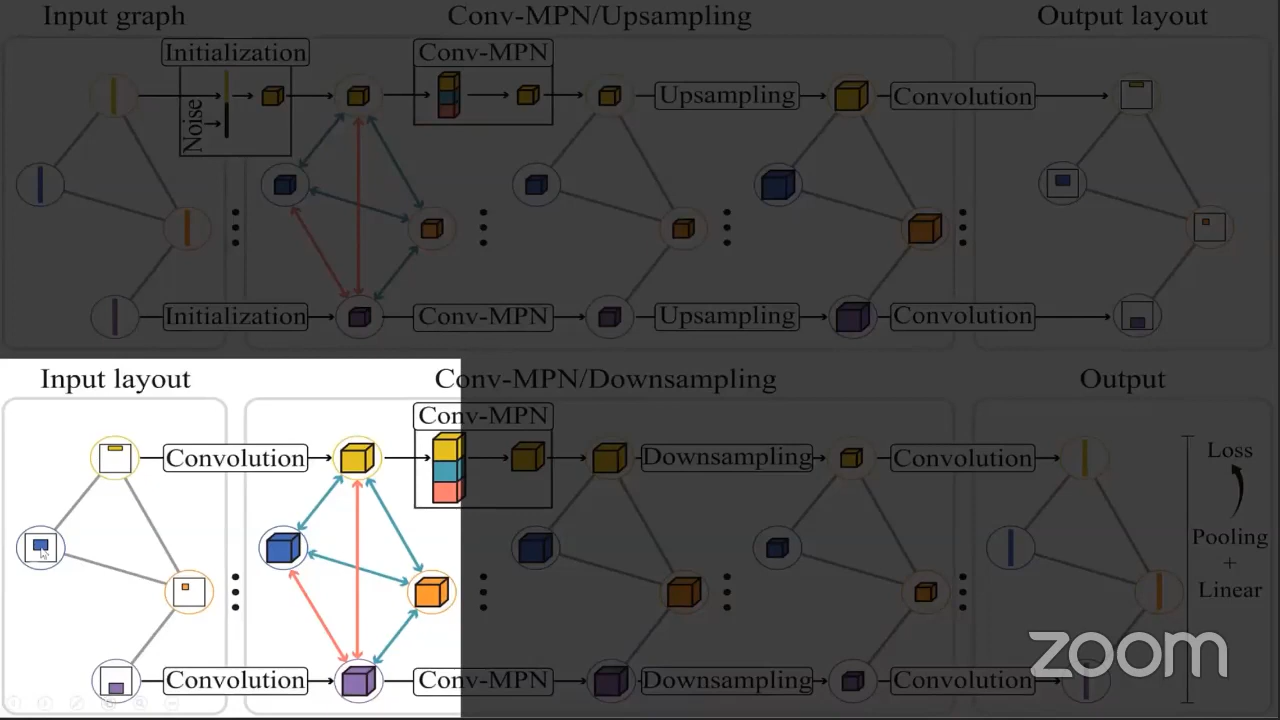 Input graph
Conv-MPN/Upsampling
Output layout
Initialization
Conv-MPN
Noise
Upsampling
Convolution
Initialization
Conv-MPN
Upsampling
Convolution
Input layout
Conv-MPN/Downsampling
Output
Conv-MPN
Convolution
Downsampling
Convolution
Loss
Pooling
+
Linear
Convolution
Conv-MPN
Downsampling
Convolution
zoom